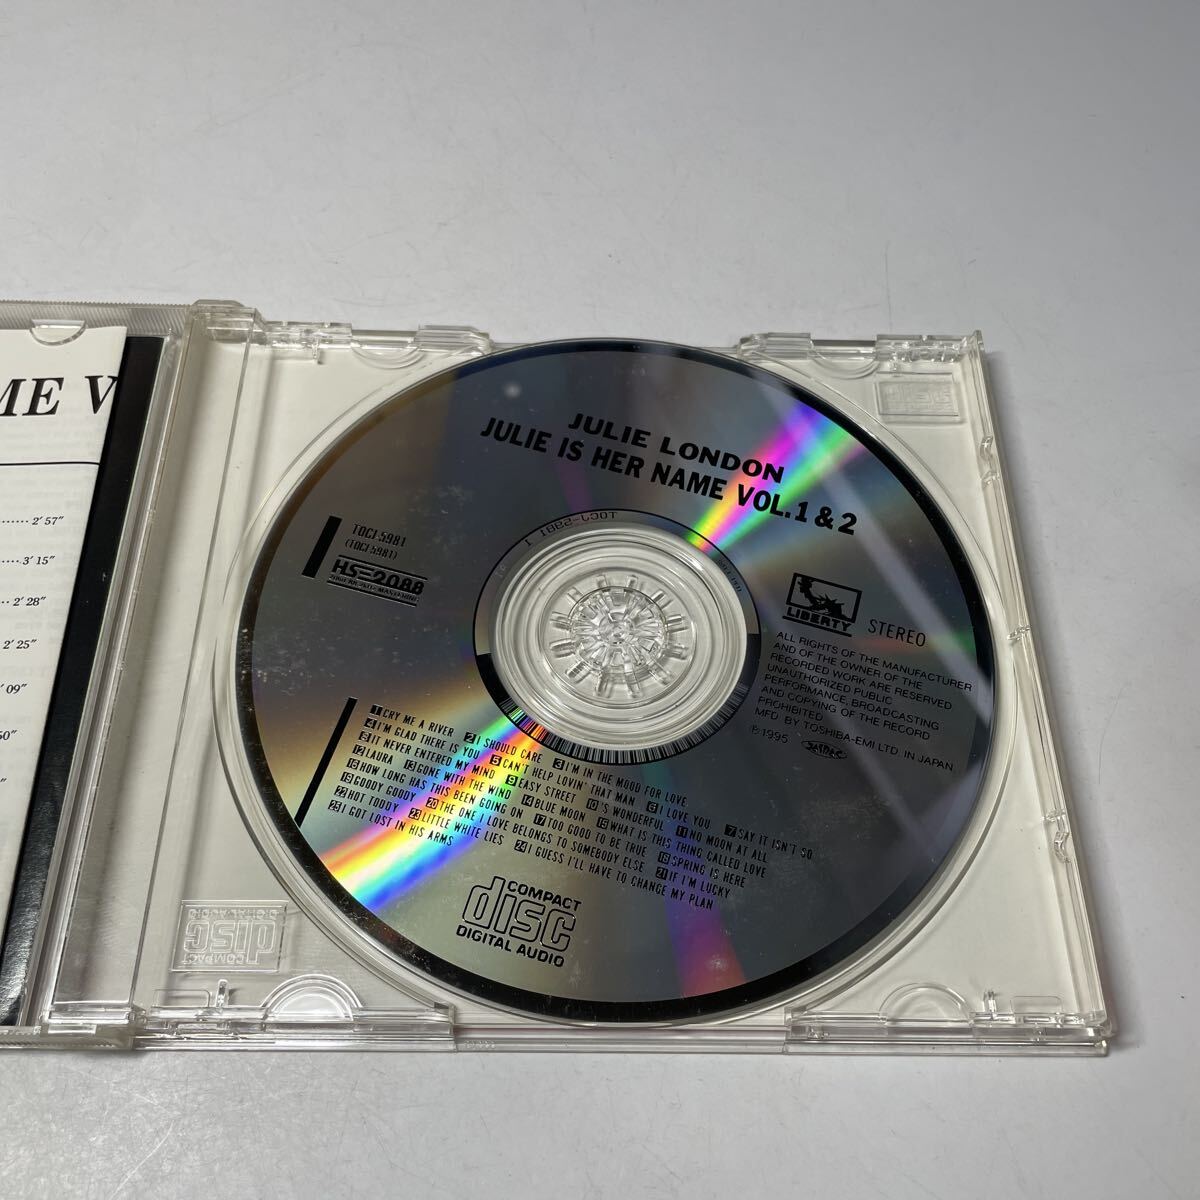 ME V
2′57″
3′15″
2′28″
2′25″
′09″
50″
″
JULIE LONDON
JULIE IS HER NAME VOL.1 & 2
TOCJ-5981
(TOCJ-5981)
HS=2088
TOCJ-5981 1
LIBERTY
STEREO
ALL RIGHTS OF THE MANUFACTURER
AND OF THE OWNER OF THE
RECORDED WORK ARE RESERVED
UNAUTHORIZED PUBLIC
PERFORMANCE, BROADCASTING
AND COPYING OF THE RECORD
PROHIBITED
MFD BY TOSHIBA-EMI LTD. IN JAPAN
℗1995
1 CRY ME A RIVER 2 I SHOULD CARE 3 I'M IN THE MOOD FOR LOVE
4 I'M GLAD THERE IS YOU 5 CAN'T HELP LOVIN' THAT MAN 6 I LOVE YOU 7 SAY IT ISN'T SO
8 IT NEVER ENTERED MY MIND 9 EASY STREET 10 'S WONDERFUL 11 NO MOON AT ALL
12 LAURA 13 GONE WITH THE WIND 14 BLUE MOON 15 WHAT IS THIS THING CALLED LOVE
16 HOW LONG HAS THIS BEEN GOING ON 17 TOO GOOD TO BE TRUE 18 SPRING IS HERE
19 GOODY GOODY 20 THE ONE I LOVE BELONGS TO SOMEBODY ELSE 21 IF I'M LUCKY
22 HOT TODDY 23 LITTLE WHITE LIES 24 I GUESS I'LL HAVE TO CHANGE MY PLAN
25 I GOT LOST IN HIS ARMS
COMPACT
disc
DIGITAL AUDIO
COMPACT
disc
DIGITAL AUDIO